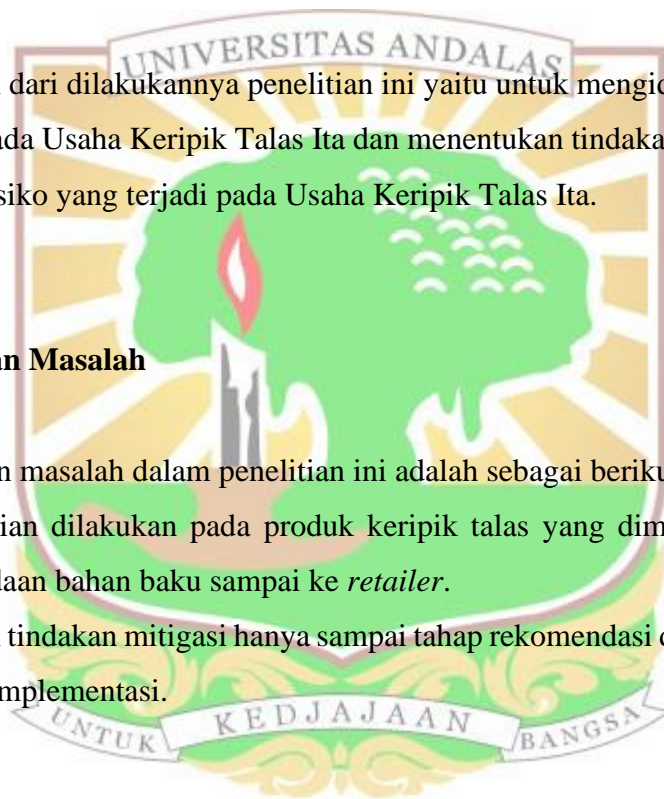 UNIVERSITAS ANDALAS
dari dilakukannya penelitian ini yaitu untuk mengid
ada Usaha Keripik Talas Ita dan menentukan tindaka
siko yang terjadi pada Usaha Keripik Talas Ita.
an Masalah
n masalah dalam penelitian ini adalah sebagai beriku
ian dilakukan pada produk keripik talas yang dim
daan bahan baku sampai ke retailer.
tindakan mitigasi hanya sampai tahap rekomendasi
mplementasi.
UNTUK KEDJAJAAN BANGSA